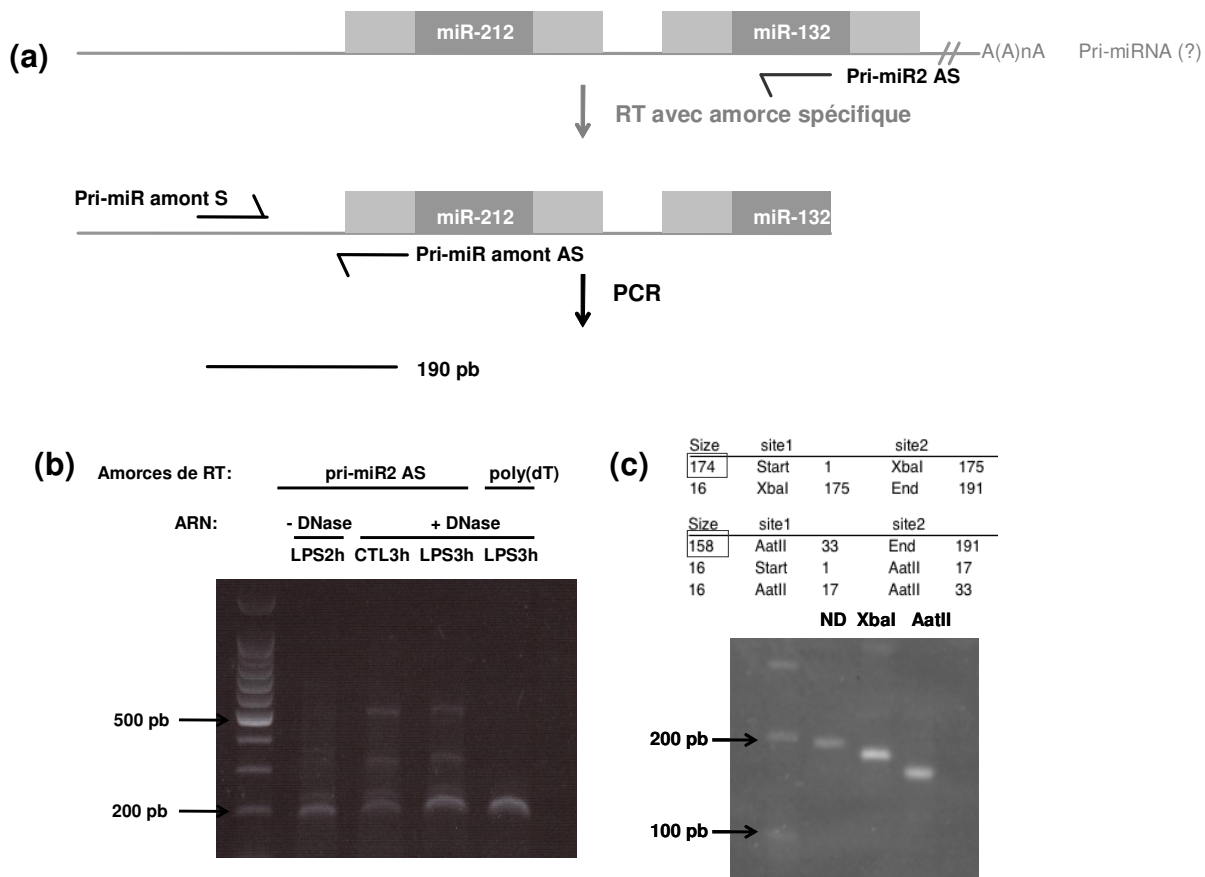 (a)
miR-212 miR-132
A(A)nA Pri-miRNA (?)
Pri-miR2 AS
RT avec amorce spécifique
Pri-miR amont S
miR-212 miR-132
Pri-miR amont AS
PCR
190 pb
(b)
Amorces de RT: pri-miR2 AS poly(dT)
ARN: - DNase + DNase
LPS2h CTL3h LPS3h LPS3h
500 pb
200 pb
(c)
Size site1 site2
174 Start 1 XbaI 175
16 XbaI 175 End 191
Size site1 site2
158 AatII 33 End 191
16 Start 1 AatII 17
16 AatII 17 AatII 33
ND XbaI AatII
200 pb
100 pb